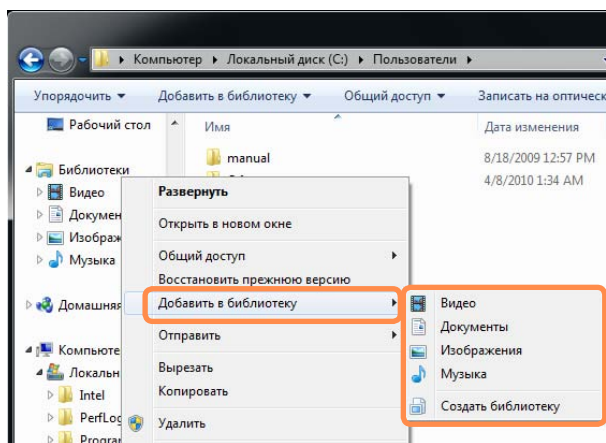 Компьютер ▸ Локальный диск (C:) ▸ Пользователи ▸
Упорядочить Добавить в библиотеку Общий доступ Записать на оптическ
Рабочий стол
Имя Дата изменения
manual 8/18/2009 12:57 PM
4/8/2010 1:34 AM
Библиотеки
Видео
Докумен
Изображ
Музыка
Домашняя
Компьюте
Локальн
Intel
PerfLog
Program
Развернуть
Открыть в новом окне
Общий доступ
Восстановить прежнюю версию
Добавить в библиотеку
Отправить
Вырезать
Копировать
Удалить
Видео
Документы
Изображения
Музыка
Создать библиотеку